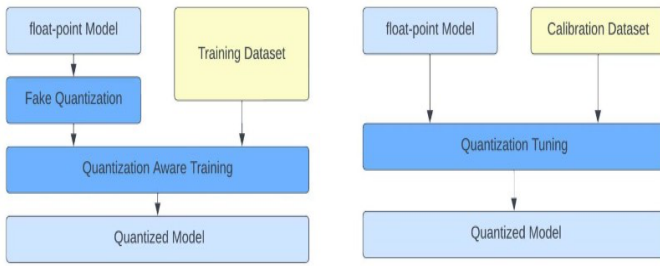 float-point Model
Training Dataset
Fake Quantization
Quantization Aware Training
Quantized Model
float-point Model
Calibration Dataset
Quantization Tuning
Quantized Model